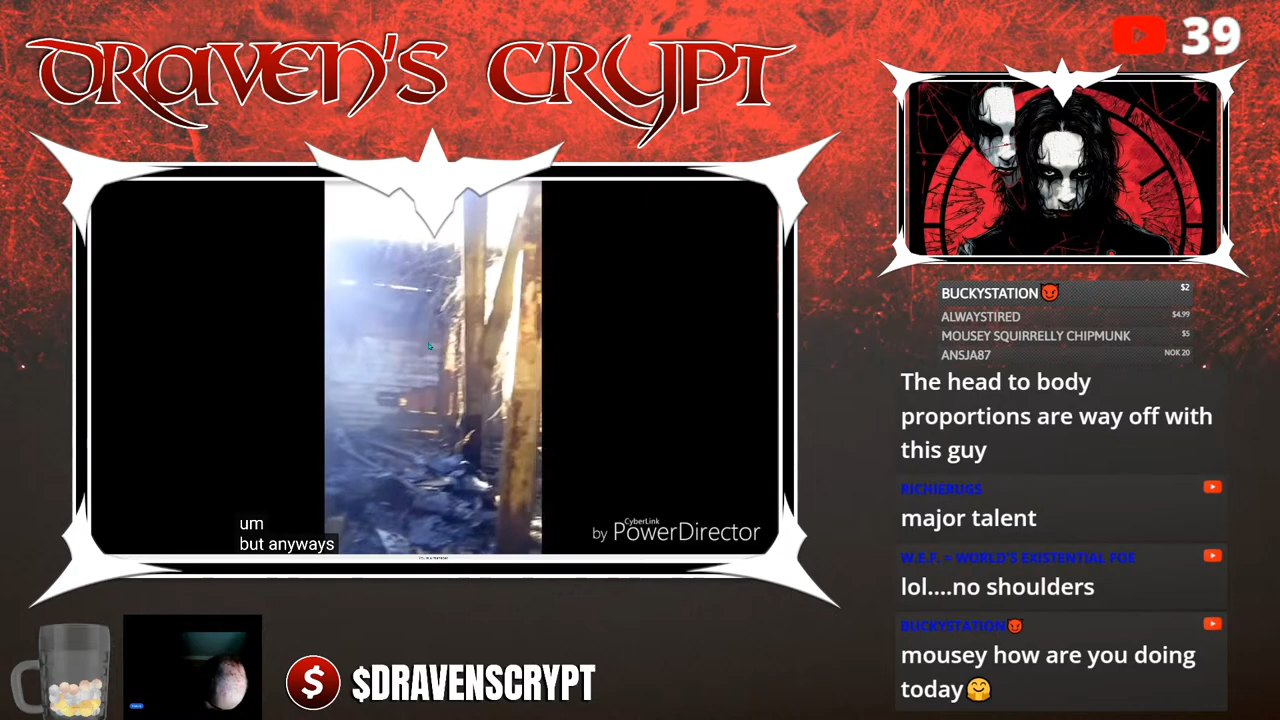 DRAVEN'S CRYPT
39
BUCKYSTATION😈 $2
ALWAYSTIRED $4.99
MOUSEY SQUIRRELLY CHIPMUNK $5
ANSJA87 NOK 20
The head to body
proportions are way off with
this guy
RICHIEBUGS
major talent
W.E.F. = WORLD'S EXISTENTIAL FOE
lol....no shoulders
BUCKYSTATION😈
mousey how are you doing
today🤗
um
but anyways
by CyberLink PowerDirector
$DRAVENSCRYPT